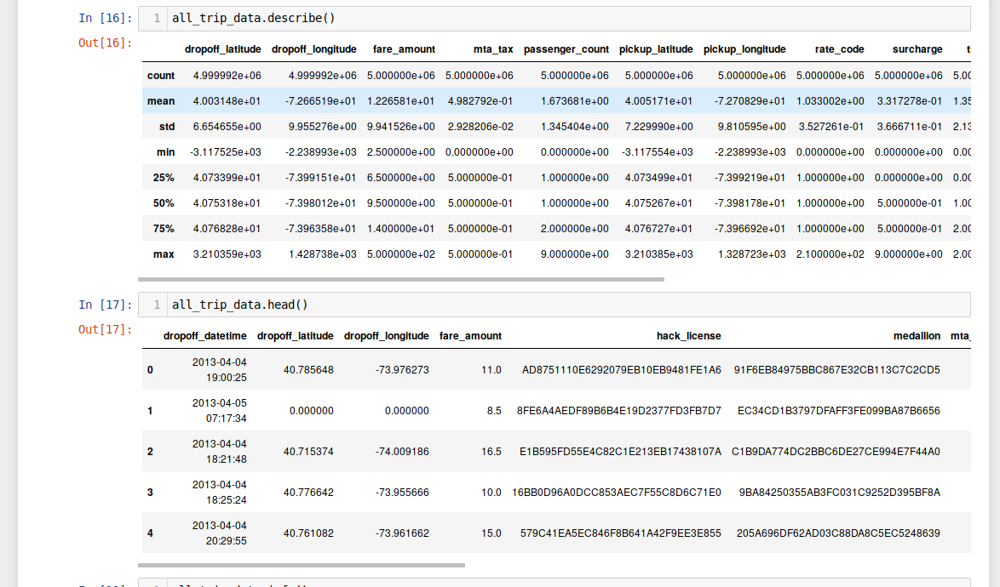 In [16]: 1 all_trip_data.describe()
Out[16]:
dropoff_latitude dropoff_longitude fare_amount mta_tax passenger_count pickup_latitude pickup_longitude rate_code surcharge
count 4.999992e+06 4.999992e+06 5.000000e+06 5.000000e+06 5.000000e+06 5.000000e+06 5.000000e+06 5.000000e+06 5.000000e+06 5.00
mean 4.003148e+01 -7.266519e+01 1.226581e+01 4.982792e-01 1.673681e+00 4.005171e+01 -7.270829e+01 1.033002e+00 3.317278e-01 1.35
std 6.654655e+00 9.955276e+00 9.941526e+00 2.928206e-02 1.345404e+00 7.229990e+00 9.810595e+00 3.527261e-01 3.666711e-01 2.13
min -3.117525e+03 -2.238993e+03 2.500000e+00 0.000000e+00 0.000000e+00 -3.117554e+03 -2.238993e+03 0.000000e+00 0.000000e+00 0.00
25% 4.073399e+01 -7.399151e+01 6.500000e+00 5.000000e-01 1.000000e+00 4.073499e+01 -7.399219e+01 1.000000e+00 0.000000e+00 0.00
50% 4.075318e+01 -7.398012e+01 9.500000e+00 5.000000e-01 1.000000e+00 4.075267e+01 -7.398178e+01 1.000000e+00 5.000000e-01 1.00
75% 4.076828e+01 -7.396358e+01 1.400000e+01 5.000000e-01 2.000000e+00 4.076727e+01 -7.396692e+01 1.000000e+00 5.000000e-01 2.00
max 3.210359e+03 1.428738e+03 5.000000e+02 5.000000e-01 9.000000e+00 3.210385e+03 1.328723e+03 2.100000e+02 9.000000e+00 2.00
In [17]: 1 all_trip_data.head()
Out[17]:
dropoff_datetime dropoff_latitude dropoff_longitude fare_amount hack_license medallion mta_
2013-04-04
0 40.785648 -73.976273 11.0 AD8751110E6292079EB10EB9481FE1A6 91F6EB84975BBC867E32CB113C7C2CD5
19:00:25
2013-04-05
1 0.000000 0.000000 8.5 8FE6A4AEDF89B6B4E19D2377FD3FB7D7 EC34CD1B3797DFAFF3FE099BA87B6656
07:17:34
2013-04-04
2 40.715374 -74.009186 16.5 E1B595FD55E4C82C1E213EB17438107A C1B9DA774DC2BBC6DE27CE994E7F44A0
18:21:48
2013-04-04
3 40.776642 -73.955666 10.0 16BB0D96A0DCC853AEC7F55C8D6C71E0 9BA84250355AB3FC031C9252D395BF8A
18:25:24
2013-04-04
4 40.761082 -73.961662 15.0 579C41EA5EC846F8B641A42F9EE3E855 205A696DF62AD03C88DA8C5EC5248639
20:29:55